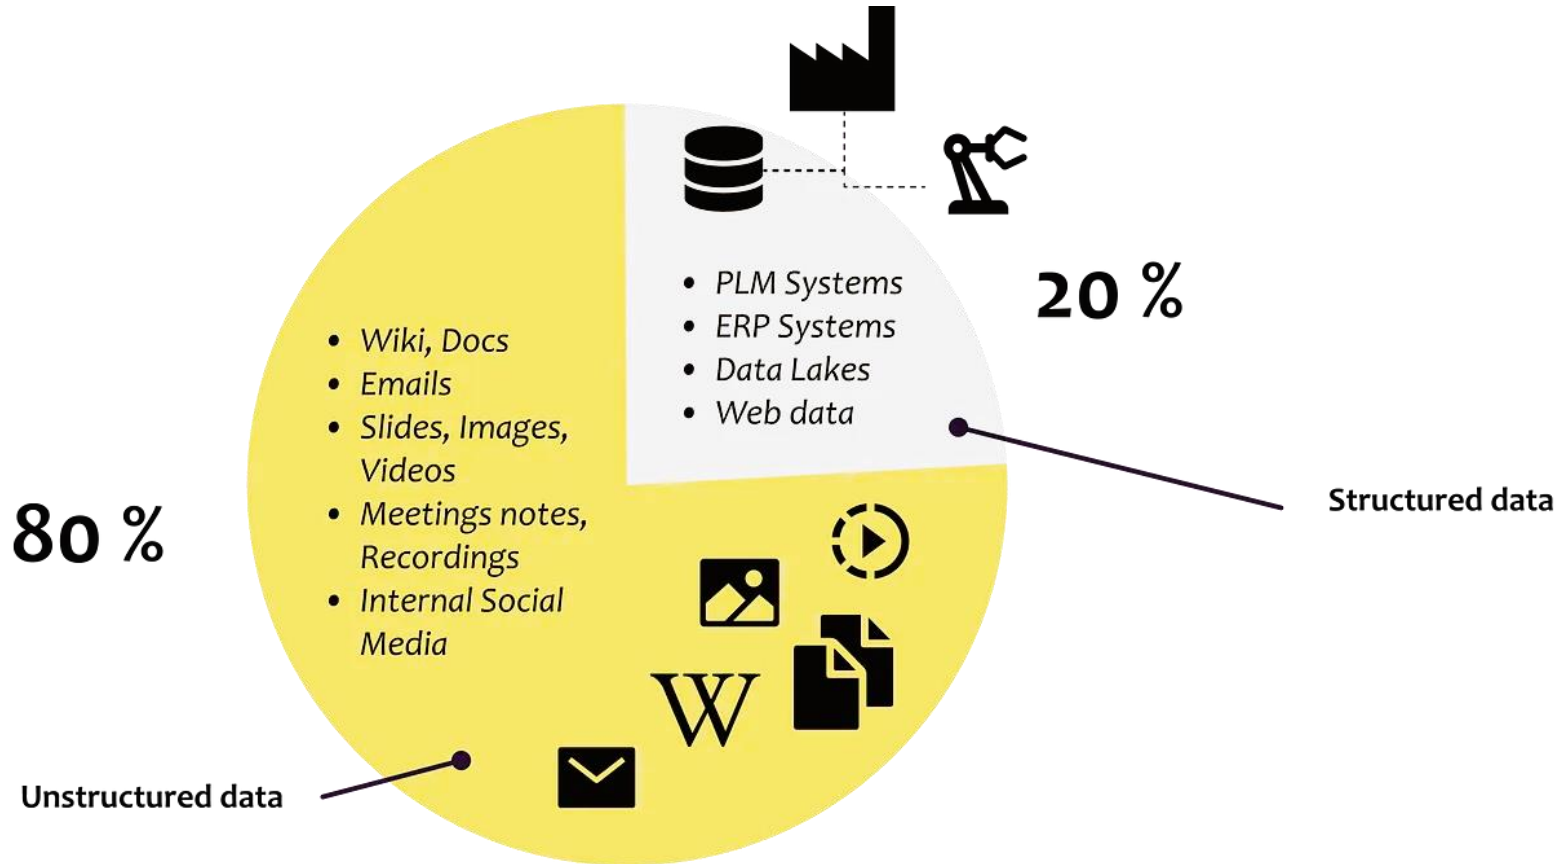 20 %
• PLM Systems
• ERP Systems
• Data Lakes
• Web data
Structured data
80 %
• Wiki, Docs
• Emails
• Slides, Images,
Videos
• Meetings notes,
Recordings
• Internal Social
Media
W
Unstructured data